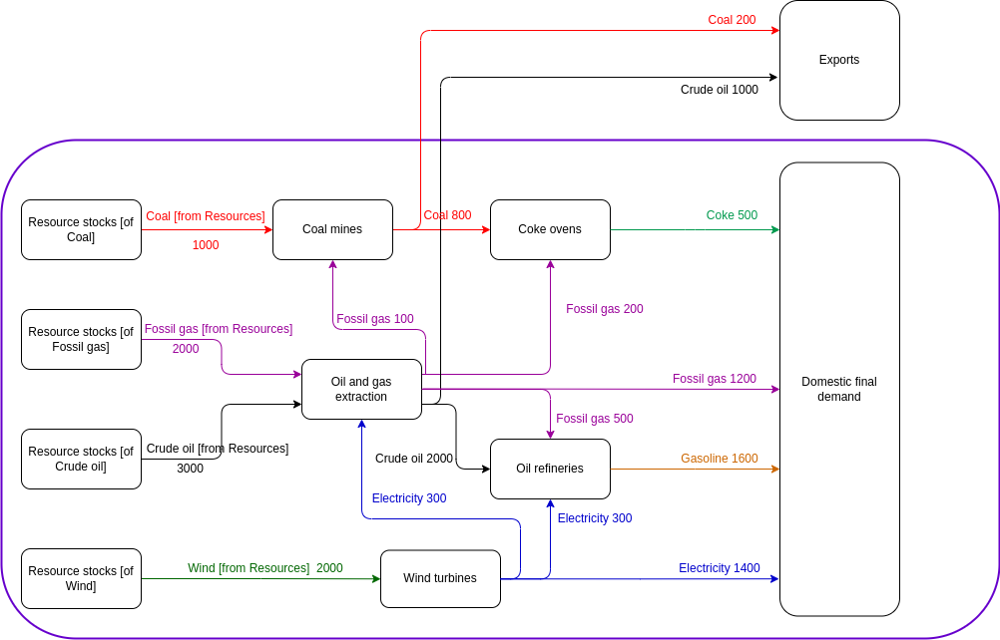 Coal 200
Exports
Crude oil 1000
Resource stocks [of
Coal]
Coal [from Resources]
1000
Coal mines
Coal 800
Coke ovens
Coke 500
Resource stocks [of
Fossil gas]
Fossil gas [from Resources]
2000
Fossil gas 100
Fossil gas 200
Oil and gas
extraction
Fossil gas 1200
Domestic final
demand
Fossil gas 500
Resource stocks [of
Crude oil]
Crude oil [from Resources]
3000
Crude oil 2000
Oil refineries
Gasoline 1600
Electricity 300
Electricity 300
Resource stocks [of
Wind]
Wind [from Resources]  2000
Wind turbines
Electricity 1400